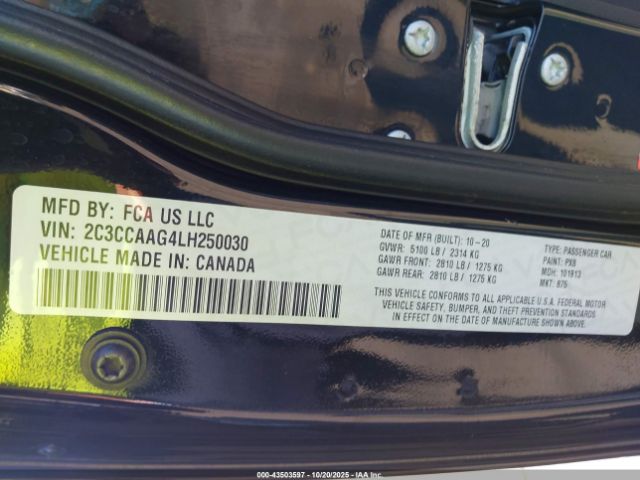 MFD BY: FCA US LLC
VIN: 2C3CCAAG4LH250030
VEHICLE MADE IN: CANADA
DATE OF MFR (BUILT): 10-20
GVWR: 5100 LB / 2314 KG
GAWR FRONT: 2810 LB / 1275 KG
GAWR REAR: 2810 LB / 1275 KG
TYPE: PASSENGER CAR
PAINT: PX8
MDH: 101913
MKT: 875
THIS VEHICLE CONFORMS TO ALL APPLICABLE U.S.A. FEDERAL MOTOR
VEHICLE SAFETY, BUMPER, AND THEFT PREVENTION STANDARDS
IN EFFECT ON THE DATE OF MANUFACTURE SHOWN ABOVE.
000-43503597 - 10/20/2025 - IAAI.COM